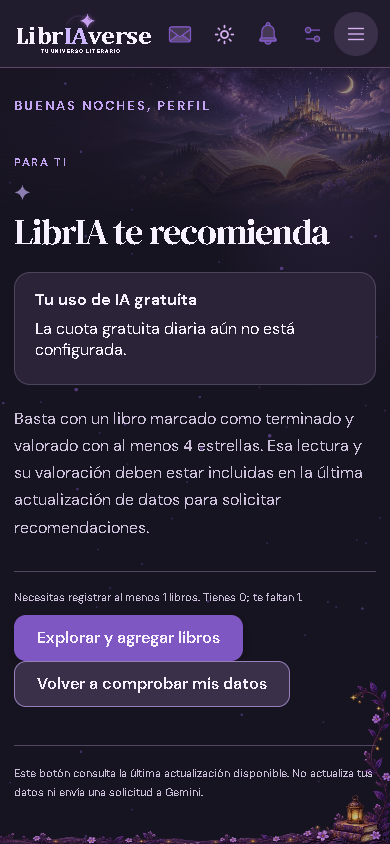 LibrIAverse
TU UNIVERSO LITERARIO
BUENAS NOCHES, PERFIL
PARA TI
LibrIA te recomienda
Tu uso de IA gratuita
La cuota gratuita diaria aún no está
configurada.
Basta con un libro marcado como terminado y
valorado con al menos 4 estrellas. Esa lectura y
su valoración deben estar incluidas en la última
actualización de datos para solicitar
recomendaciones.
Necesitas registrar al menos 1 libros. Tienes 0; te faltan 1.
Explorar y agregar libros
Volver a comprobar mis datos
Este botón consulta la última actualización disponible. No actualiza tus
datos ni envía una solicitud a Gemini.